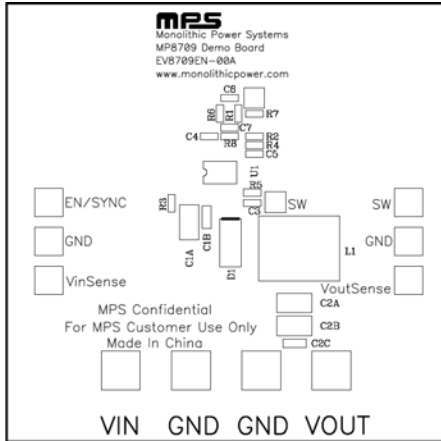 mps
Monolithic Power Systems
MP8709 Demo Board
EV8709EN-00A
www.monolithicpower.com
C6
R6
R1
R7
C7
C4
R8
R2
R4
C5
U1
R5
R3
C3
SW
SW
EN/SYNC
GND
GND
C1A
C1B
D1
L1
VinSense
VoutSense
C2A
MPS Confidential
For MPS Customer Use Only
Made In China
C2B
C2C
VIN GND GND VOUT